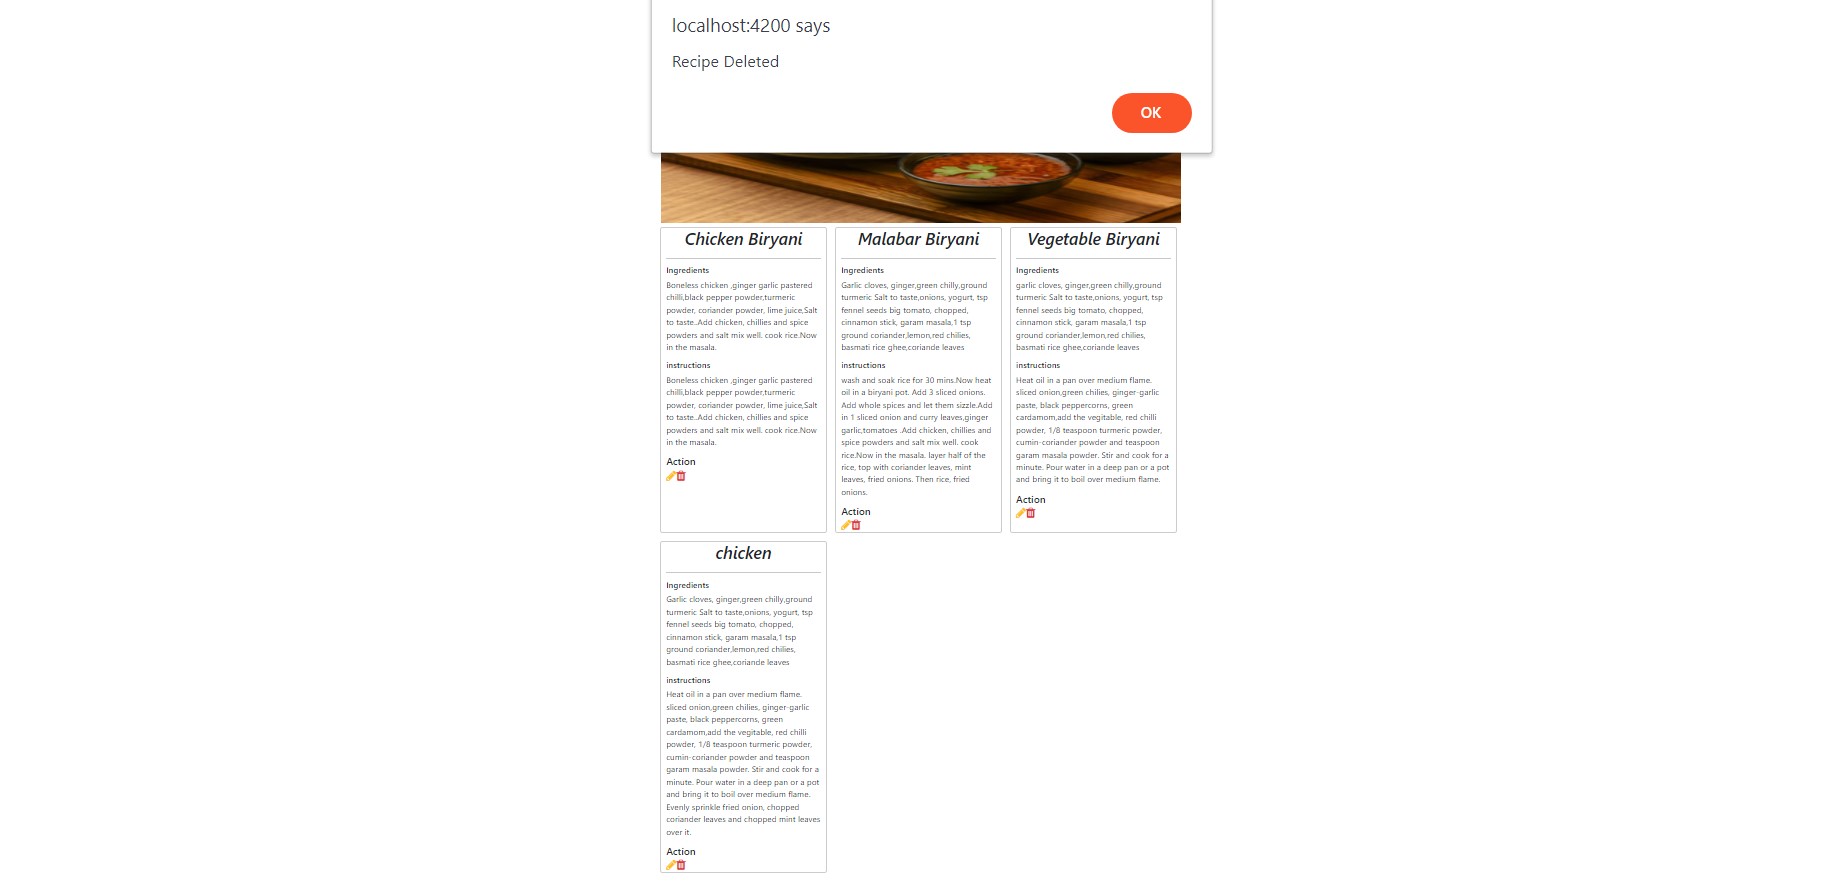 localhost:4200 says
Recipe Deleted
OK
Chicken Biryani
Ingredients
Boneless chicken ,ginger garlic pastered
chilli,black pepper powder,turmeric
powder, coriander powder, lime juice,Salt
to taste..Add chicken, chillies and spice
powders and salt mix well. cook rice.Now
in the masala.
instructions
Boneless chicken ,ginger garlic pastered
chilli,black pepper powder,turmeric
powder, coriander powder, lime juice,Salt
to taste..Add chicken, chillies and spice
powders and salt mix well. cook rice.Now
in the masala.
Action
Malabar Biryani
Ingredients
Garlic cloves, ginger,green chilly,ground
turmeric Salt to taste,onions, yogurt, tsp
fennel seeds big tomato, chopped,
cinnamon stick, garam masala,1 tsp
ground coriander,lemon,red chilies,
basmati rice ghee,coriande leaves
instructions
wash and soak rice for 30 mins.Now heat
oil in a biryani pot. Add 3 sliced onions.
Add whole spices and let them sizzle.Add
in 1 sliced onion and curry leaves,ginger
garlic,tomatoes .Add chicken, chillies and
spice powders and salt mix well. cook
rice.Now in the masala. layer half of the
rice, top with coriander leaves, mint
leaves, fried onions. Then rice, fried
onions.
Action
Vegetable Biryani
Ingredients
garlic cloves, ginger,green chilly,ground
turmeric Salt to taste,onions, yogurt, tsp
fennel seeds big tomato, chopped,
cinnamon stick, garam masala,1 tsp
ground coriander,lemon,red chilies,
basmati rice ghee,coriande leaves
instructions
Heat oil in a pan over medium flame.
sliced onion,green chilies, ginger-garlic
paste, black peppercorns, green
cardamom,add the vegitable, red chilli
powder, 1/8 teaspoon turmeric powder,
cumin-coriander powder and teaspoon
garam masala powder. Stir and cook for a
minute. Pour water in a deep pan or a pot
and bring it to boil over medium flame.
Action
chicken
Ingredients
Garlic cloves, ginger,green chilly,ground
turmeric Salt to taste,onions, yogurt, tsp
fennel seeds big tomato, chopped,
cinnamon stick, garam masala,1 tsp
ground coriander,lemon,red chilies,
basmati rice ghee,coriande leaves
instructions
Heat oil in a pan over medium flame.
sliced onion,green chilies, ginger-garlic
paste, black peppercorns, green
cardamom,add the vegitable, red chilli
powder, 1/8 teaspoon turmeric powder,
cumin-coriander powder and teaspoon
garam masala powder. Stir and cook for a
minute. Pour water in a deep pan or a pot
and bring it to boil over medium flame.
Evenly sprinkle fried onion, chopped
coriander leaves and chopped mint leaves
over it.
Action